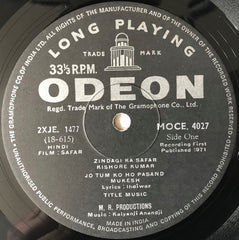 LONG PLAYING
TRADE MARK
33⅓ R.P.M.
ODEON
Regd. Trade Mark of The Gramophone Co., Ltd.
2XJE. 1477
(1S-615)
HINDI
FILM: SAFAR
MOCE. 4027
Side One
Recording First
Published 1971
ZINDAGI KA SAFAR
KISHORE KUMAR
JO TUM KO HO PASAND
MUKESH
Lyrics : Indiwar
TITLE MUSIC
M. R. PRODUCTIONS
Music : Kalyanji Anandji
MADE IN INDIA
THE GRAMOPHONE CO. OF INDIA LTD. ALL RIGHTS OF THE MANUFACTURER AND OF THE OWNER OF THE RECORDED WORK RESERVED
UNAUTHORISED PUBLIC PERFORMANCE, BROADCASTING AND COPYING OF THIS RECORD PROHIBITED